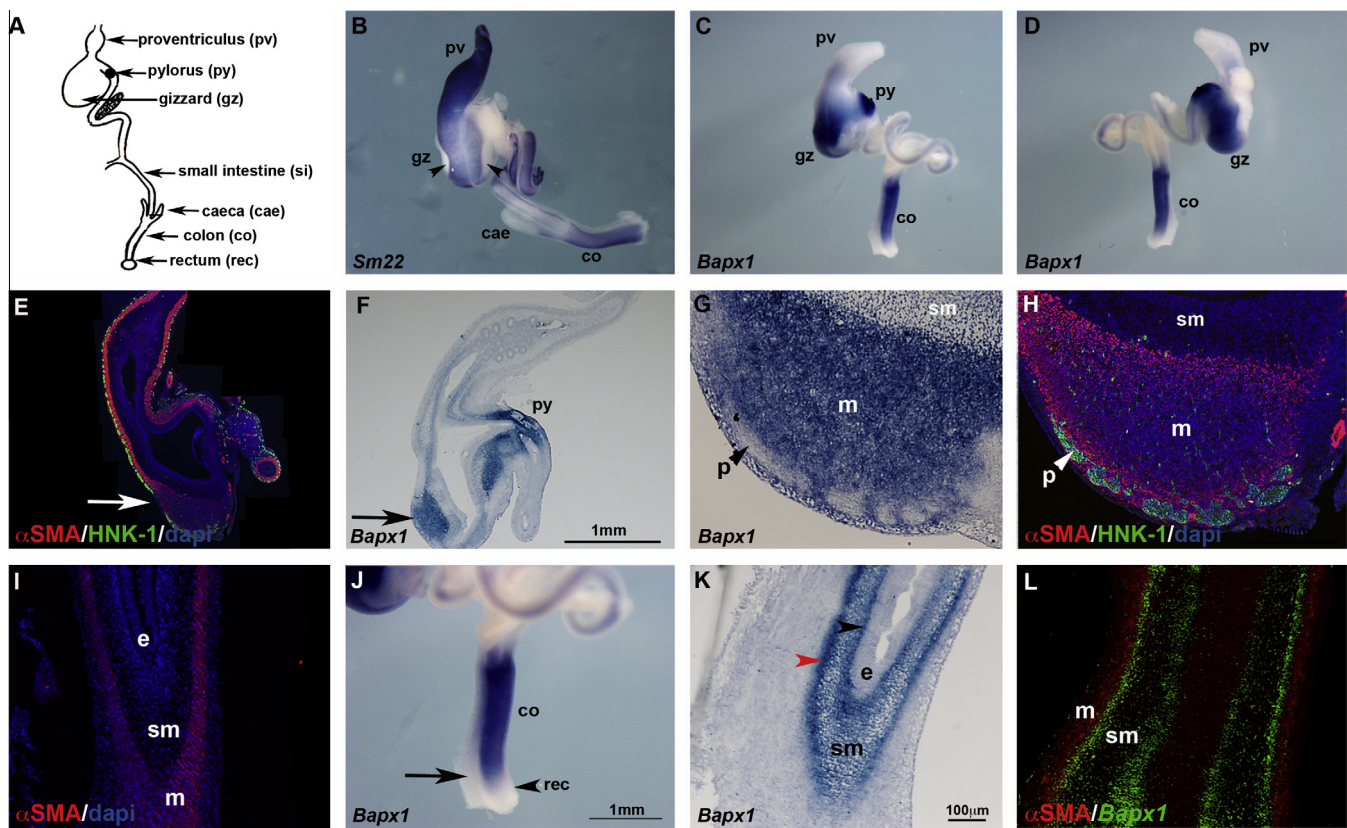 A
proventriculus (pv)
pylorus (py)
gizzard (gz)
small intestine (si)
caeca (cae)
colon (co)
rectum (rec)
B
pv
gz
cae
co
Sm22
C
pv
py
gz
co
Bapx1
D
pv
gz
co
Bapx1
E
αSMA/HNK-1/dapi
F
py
1mm
Bapx1
G
sm
m
p
Bapx1
H
sm
m
p
αSMA/HNK-1/dapi
I
e
sm
m
αSMA/dapi
J
co
rec
Bapx1
1mm
K
e
sm
Bapx1
100μm
L
m
sm
αSMA/Bapx1